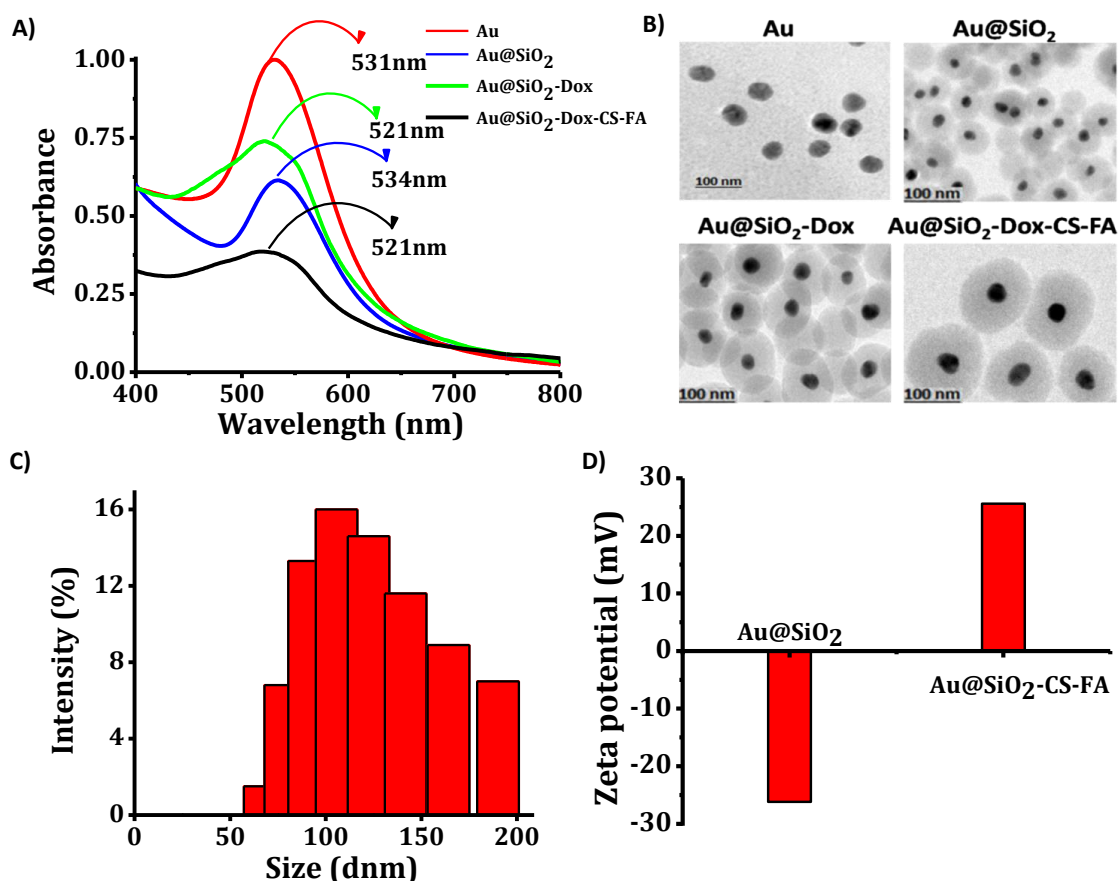 A)
Au
Au@SiO2
Au@SiO2-Dox
Au@SiO2-Dox-CS-FA
531nm
521nm
534nm
521nm
Absorbance
1.00
0.75
0.50
0.25
0.00
400 500 600 700 800
Wavelength (nm)
B)
Au
Au@SiO2
100 nm
100 nm
Au@SiO2-Dox
Au@SiO2-Dox-CS-FA
100 nm
100 nm
C)
Intensity (%)
16
12
8
4
0
0 50 100 150 200
Size (dnm)
D)
Zeta potential (mV)
30
20
10
0
-10
-20
-30
Au@SiO2
Au@SiO2-CS-FA